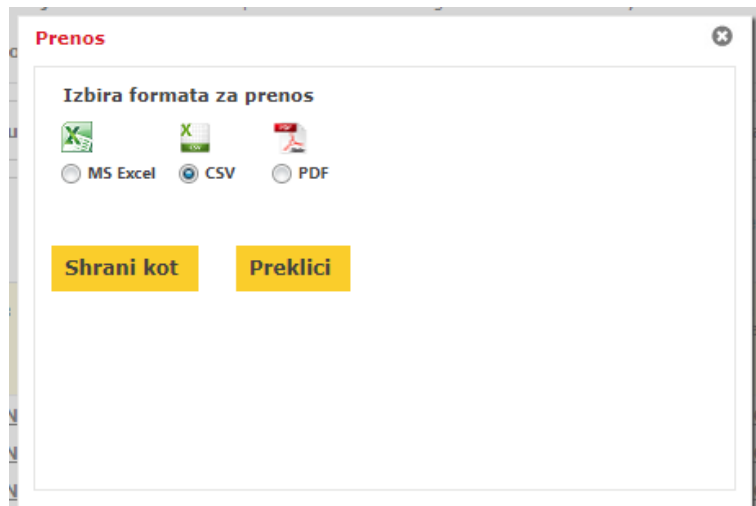 Prenos
Izbira formata za prenos
MS Excel CSV PDF
Shrani kot Preklici